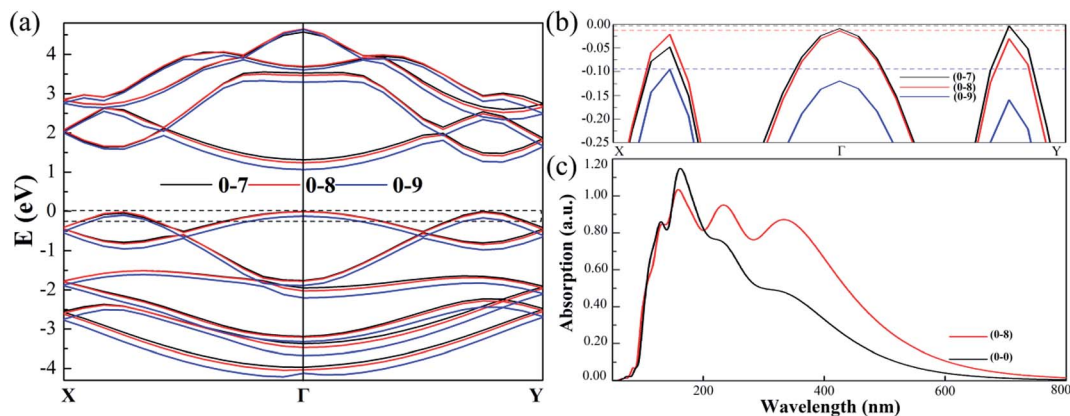 (a)
E (eV)
4
3
2
1
0
-1
-2
-3
-4
0-7 0-8 0-9
X Γ Y
(b)
0.00
-0.05
-0.10
-0.15
-0.20
-0.25
(0-7)
(0-8)
(0-9)
X Γ Y
(c)
Absorption (a.u.)
1.20
1.0
0.80
0.60
0.40
0.20
0.00
(0-8)
(0-0)
200 400 600 800
Wavelength (nm)